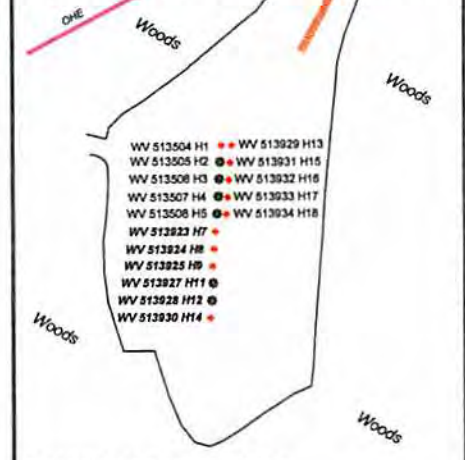 OHE
Woods
Woods
WV 513504 H1 WV 513929 H13
WV 513505 H2 WV 513931 H15
WV 513506 H3 WV 513932 H16
WV 513507 H4 WV 513933 H17
WV 513508 H5 WV 513934 H18
WV 513923 H7
WV 513924 H8
WV 513925 H9
WV 513927 H11
WV 513928 H12
WV 513930 H14
Woods
Woods